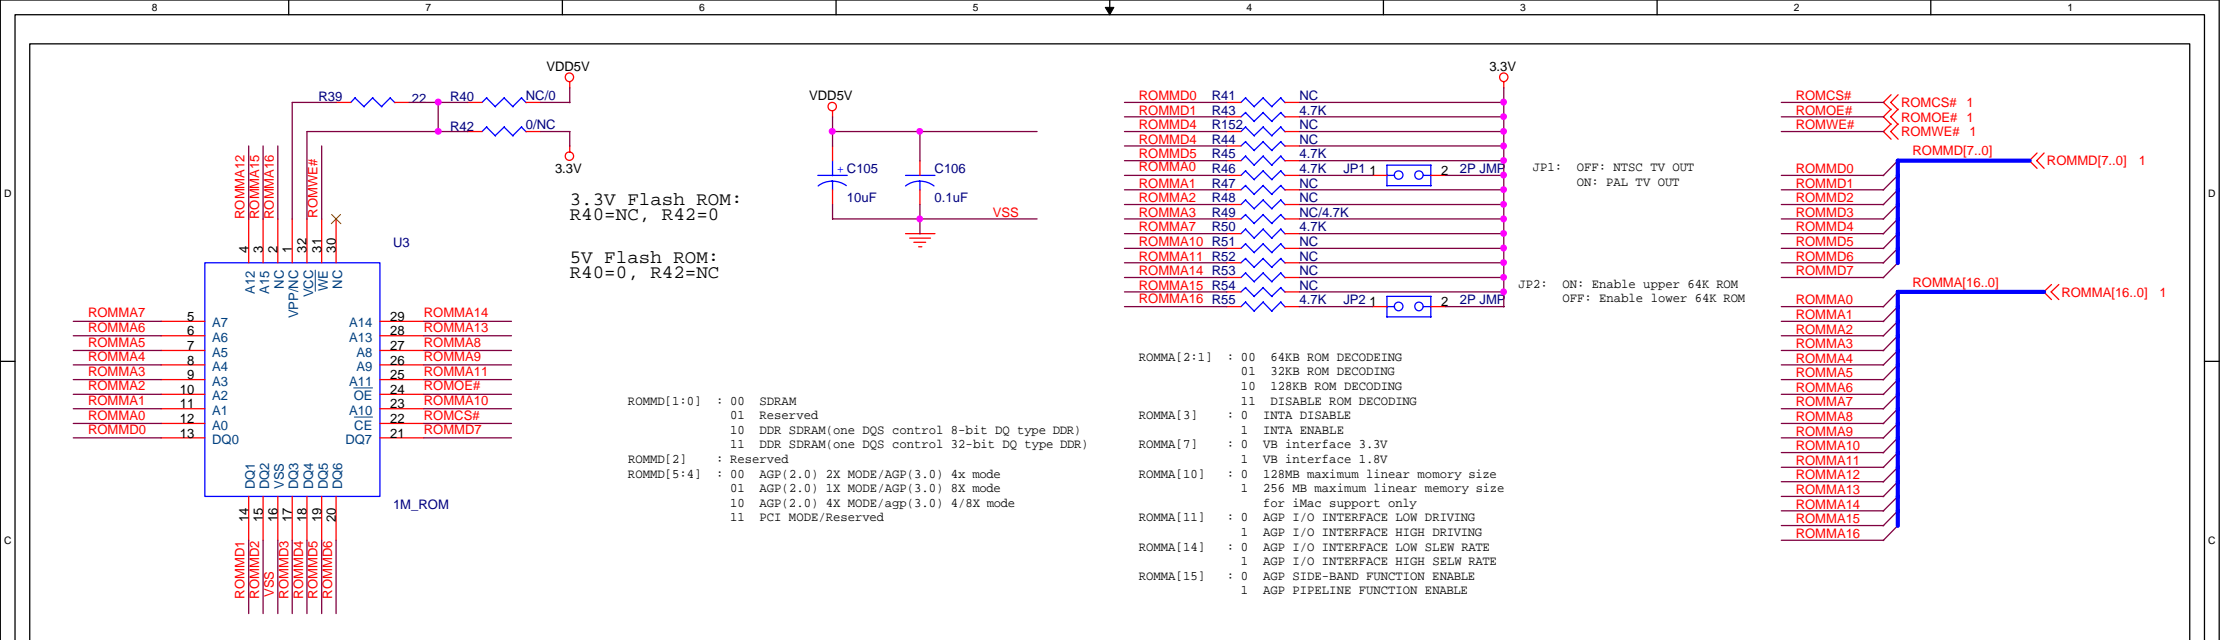 8 7 6 5 4 3 2 1
D
C
D
C
VDD5V
R39 22 R40 NC/0
R42 0/NC
3.3V
ROMMA12
ROMMA15
ROMMA16
ROMWE#
4 3 2 1 32 31 30
U3
A12 A15 NC VPP/NC VCC WE NC
ROMMA7 5 A7
ROMMA6 6 A6
ROMMA5 7 A5
ROMMA4 8 A4
ROMMA3 9 A3
ROMMA2 10 A2
ROMMA1 11 A1
ROMMA0 12 A0
ROMMD0 13 DQ0
A14 29 ROMMA14
A13 28 ROMMA13
A8 27 ROMMA8
A9 26 ROMMA9
A11 25 ROMMA11
OE 24 ROMOE#
A10 23 ROMMA10
CE 22 ROMCS#
DQ7 21 ROMMD7
DQ1 DQ2 VSS DQ3 DQ4 DQ5 DQ6
1M_ROM
14 15 16 17 18 19 20
ROMMD1
ROMMD2
VSS
ROMMD3
ROMMD4
ROMMD5
ROMMD6
3.3V Flash ROM:
R40=NC, R42=0
5V Flash ROM:
R40=0, R42=NC
VDD5V
+ C105
10uF
C106
0.1uF
VSS
ROMMD[1:0] : 00 SDRAM
01 Reserved
10 DDR SDRAM(one DQS control 8-bit DQ type DDR)
11 DDR SDRAM(one DQS control 32-bit DQ type DDR)
ROMMD[2] : Reserved
ROMMD[5:4] : 00 AGP(2.0) 2X MODE/AGP(3.0) 4x mode
01 AGP(2.0) 1X MODE/AGP(3.0) 8X mode
10 AGP(2.0) 4X MODE/agp(3.0) 4/8X mode
11 PCI MODE/Reserved
3.3V
ROMMD0 R41 NC
ROMMD1 R43 4.7K
ROMMD4 R152 NC
ROMMD4 R44 NC
ROMMD5 R45 4.7K
ROMMA0 R46 4.7K JP1 1 2 2P JMP
ROMMA1 R47 NC
ROMMA2 R48 NC
ROMMA3 R49 NC/4.7K
ROMMA7 R50 4.7K
ROMMA10 R51 NC
ROMMA11 R52 NC
ROMMA14 R53 NC
ROMMA15 R54 NC
ROMMA16 R55 4.7K JP2 1 2 2P JMP
JP1: OFF: NTSC TV OUT
ON: PAL TV OUT
JP2: ON: Enable upper 64K ROM
OFF: Enable lower 64K ROM
ROMMA[2:1] : 00 64KB ROM DECODEING
01 32KB ROM DECODING
10 128KB ROM DECODING
11 DISABLE ROM DECODING
ROMMA[3] : 0 INTA DISABLE
1 INTA ENABLE
ROMMA[7] : 0 VB interface 3.3V
1 VB interface 1.8V
ROMMA[10] : 0 128MB maximum linear momory size
1 256 MB maximum linear memory size
for iMac support only
ROMMA[11] : 0 AGP I/O INTERFACE LOW DRIVING
1 AGP I/O INTERFACE HIGH DRIVING
ROMMA[14] : 0 AGP I/O INTERFACE LOW SLEW RATE
1 AGP I/O INTERFACE HIGH SELW RATE
ROMMA[15] : 0 AGP SIDE-BAND FUNCTION ENABLE
1 AGP PIPELINE FUNCTION ENABLE
ROMCS# ROMCS# 1
ROMOE# ROMOE# 1
ROMWE# ROMWE# 1
ROMMD[7..0] ROMMD[7..0] 1
ROMMD0
ROMMD1
ROMMD2
ROMMD3
ROMMD4
ROMMD5
ROMMD6
ROMMD7
ROMMA[16..0] ROMMA[16..0] 1
ROMMA0
ROMMA1
ROMMA2
ROMMA3
ROMMA4
ROMMA5
ROMMA6
ROMMA7
ROMMA8
ROMMA9
ROMMA10
ROMMA11
ROMMA12
ROMMA13
ROMMA14
ROMMA15
ROMMA16